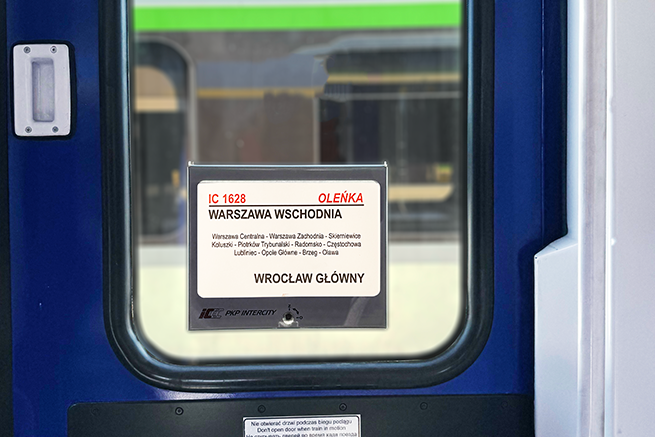 IC 1628 OLEŃKA
WARSZAWA WSCHODNIA
Warszawa Centralna - Warszawa Zachodnia - Skierniewice
Koluszki - Piotrków Trybunalski - Radomsko - Częstochowa
Lubliniec - Opole Główne - Brzeg - Oława
WROCŁAW GŁÓWNY
IC PKP INTERCITY
Nie otwierać drzwi podczas biegu pociągu
Don't open door when train in motion